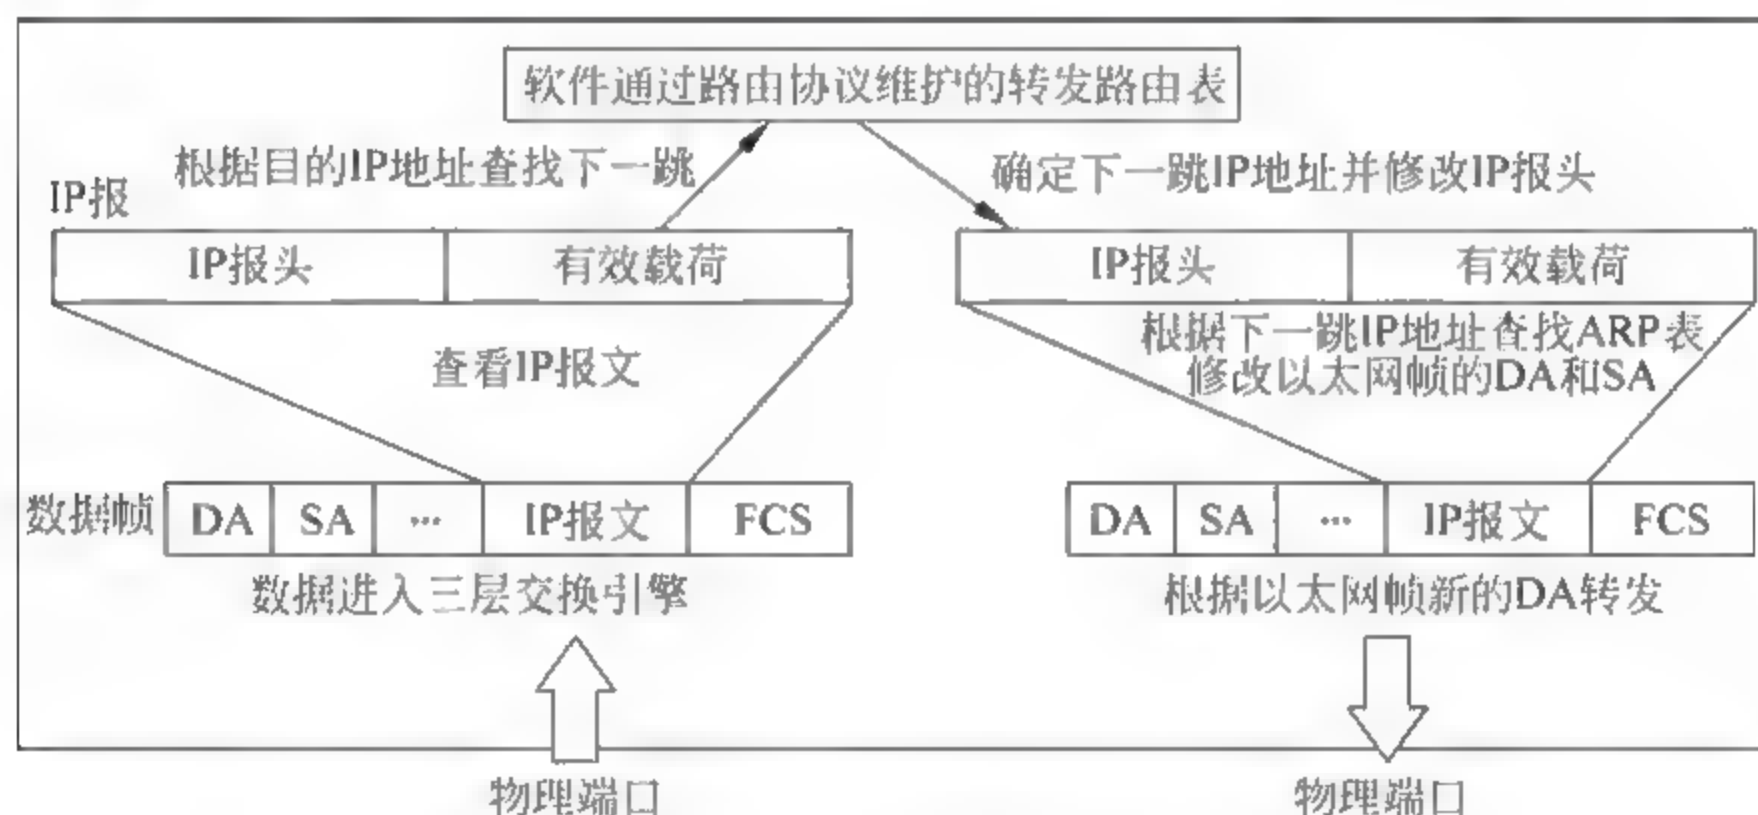 软件通过路由协议维护的转发路由表
根据目的IP地址查找下一跳
确定下一跳IP地址并修改IP报头
IP报
IP报头 有效载荷
IP报头 有效载荷
查看IP报文
根据下一跳IP地址查找ARP表
修改以太网帧的DA和SA
数据帧 DA SA … IP报文 FCS
DA SA … IP报文 FCS
数据进入三层交换引擎
根据以太网帧新的DA转发
物理端口
物理端口